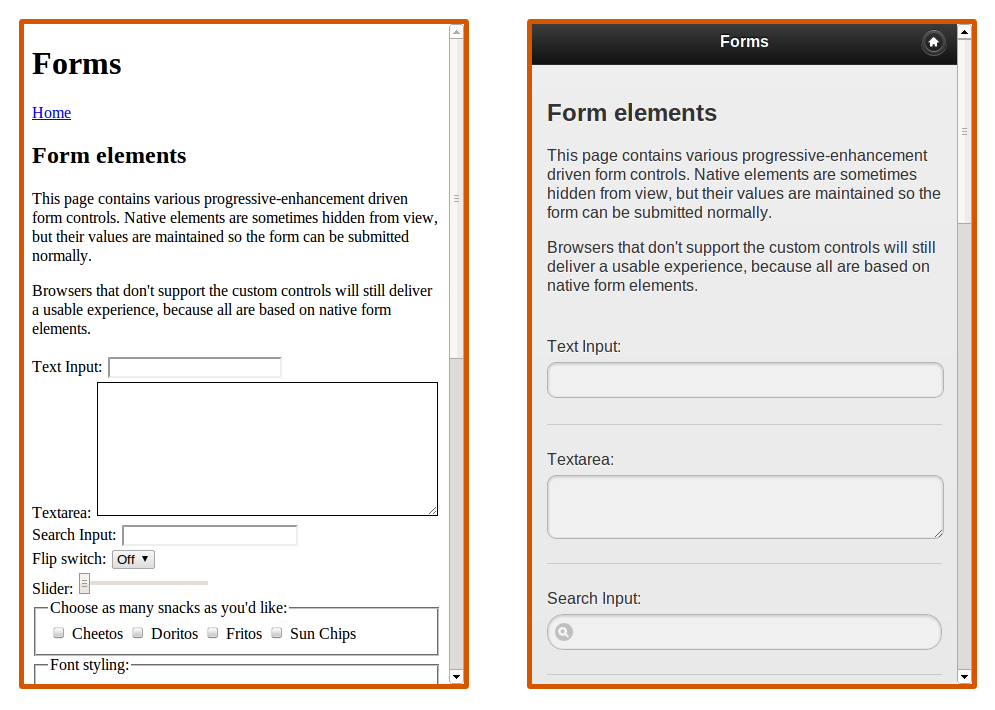 Forms
Home
Form elements
This page contains various progressive-enhancement driven
form controls. Native elements are sometimes hidden from view,
but their values are maintained so the form can be submitted
normally.
Browsers that don't support the custom controls will still deliver
a usable experience, because all are based on native form
elements.
Text Input:
Textarea:
Search Input:
Flip switch: Off
Slider:
Choose as many snacks as you'd like:
Cheetos Doritos Fritos Sun Chips
Font styling:
Forms
Form elements
This page contains various progressive-enhancement
driven form controls. Native elements are sometimes
hidden from view, but their values are maintained so the
form can be submitted normally.
Browsers that don't support the custom controls will still
deliver a usable experience, because all are based on
native form elements.
Text Input:
Textarea:
Search Input: